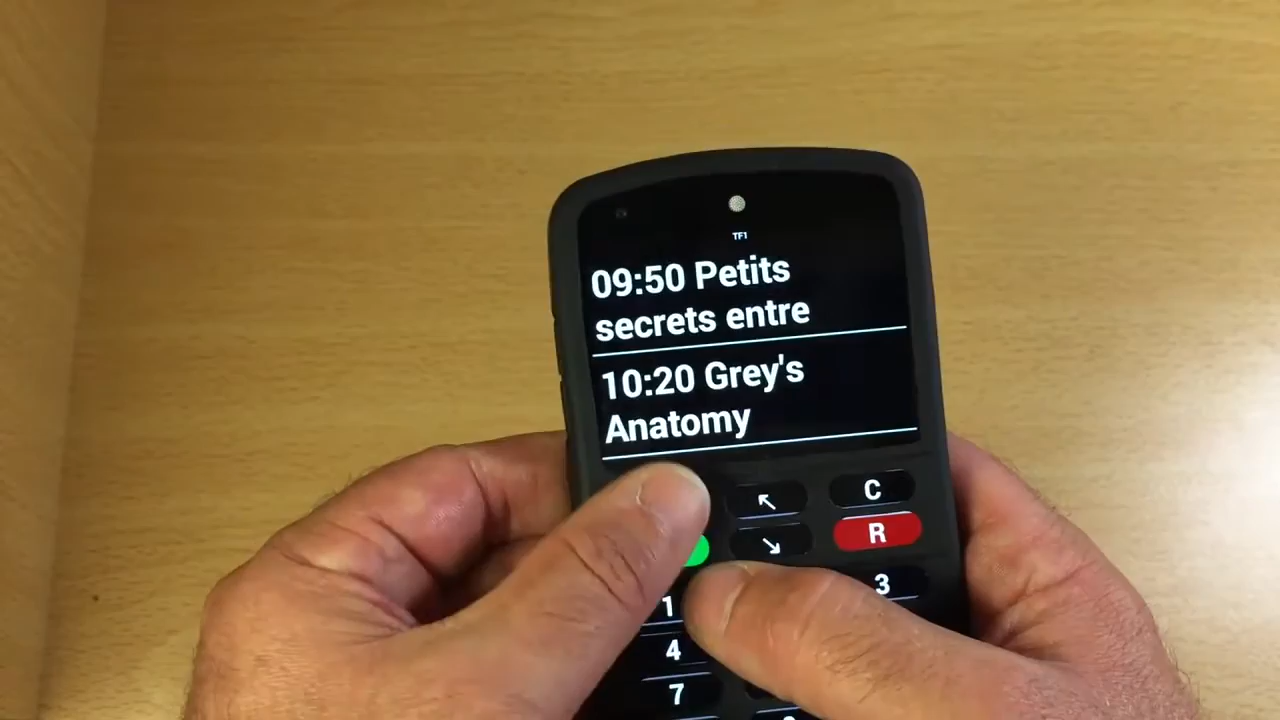 TF1
09:50 Petits
secrets entre
10:20 Grey's
Anatomy
↖ C
↘ R
1 3
4
7